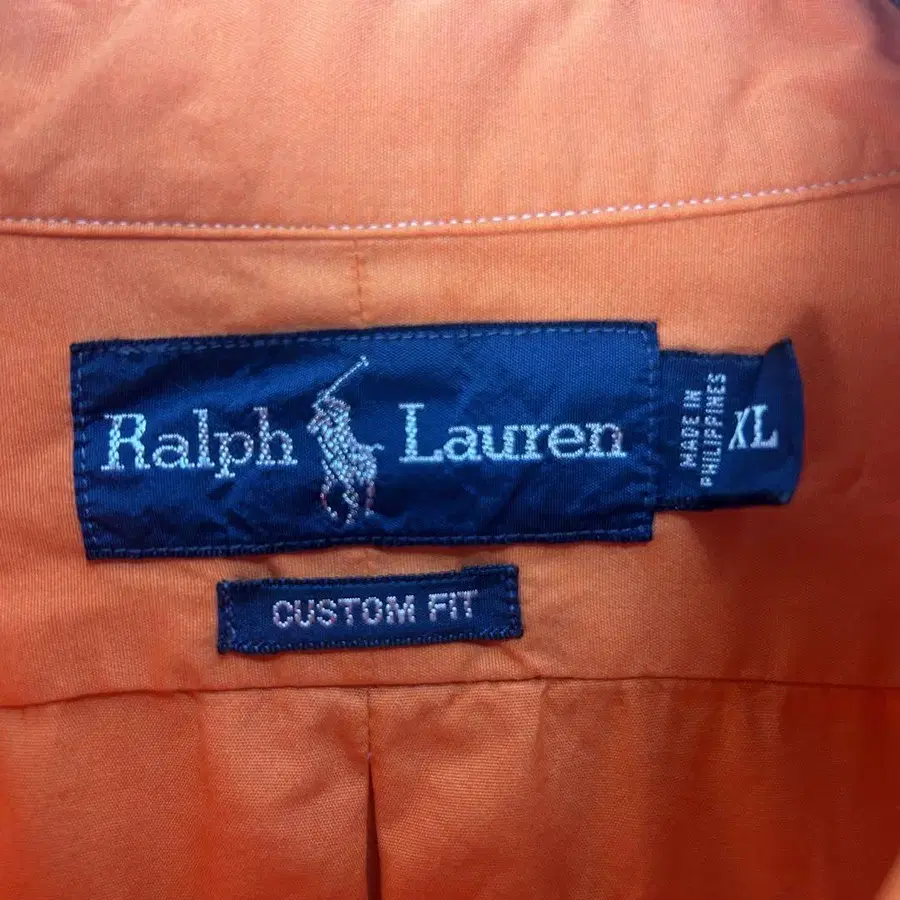 Ralph Lauren
MADE IN
PHILIPPINES
XL
CUSTOM FIT